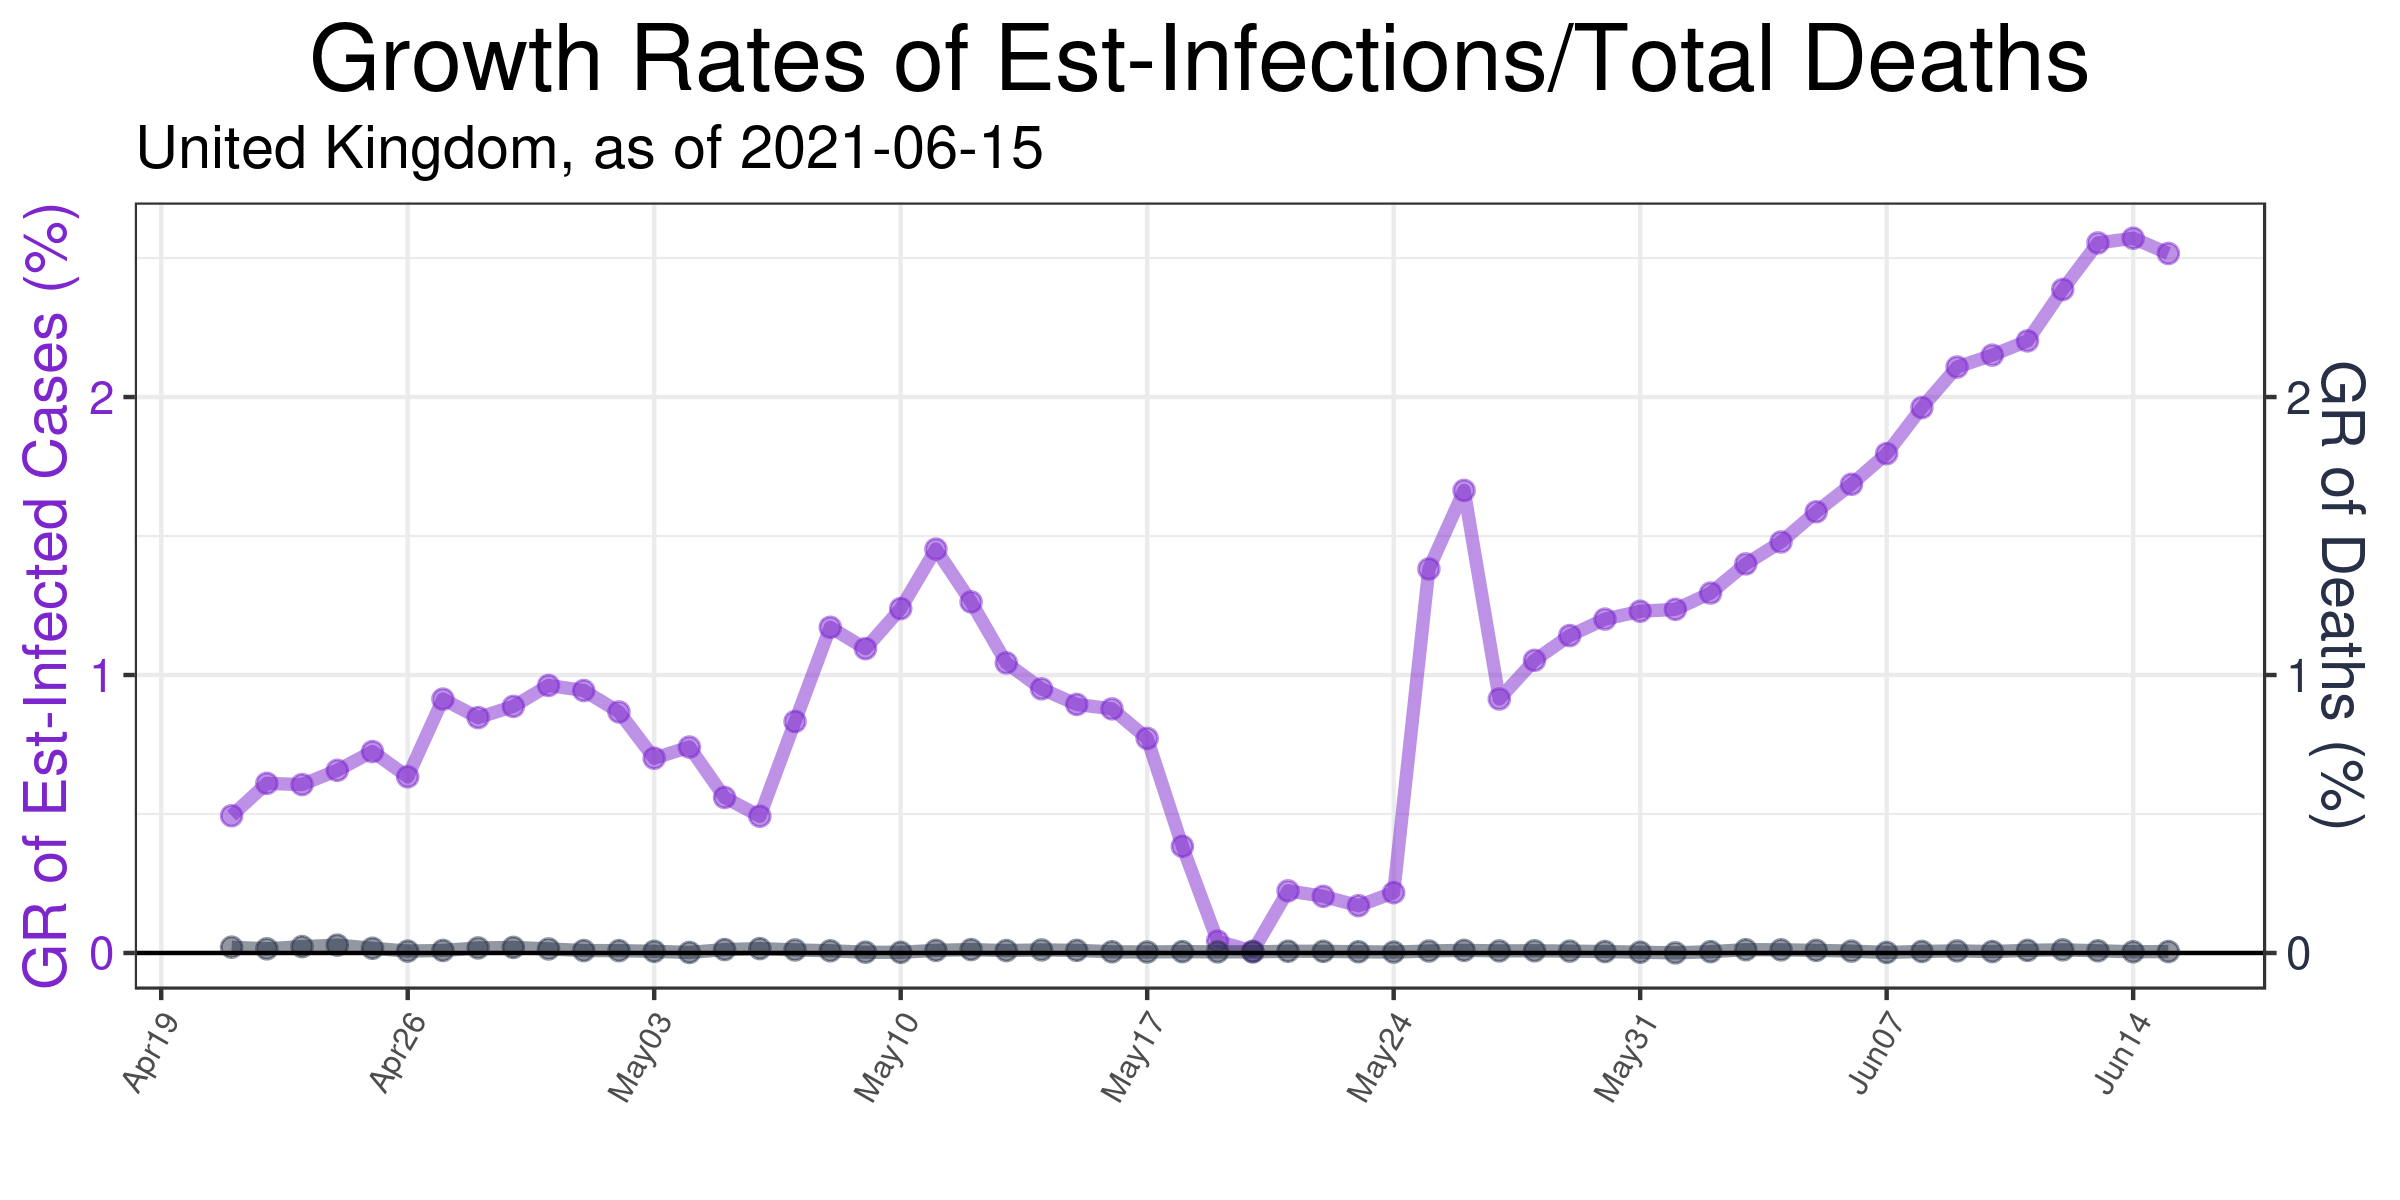 Growth Rates of Est-Infections/Total Deaths
United Kingdom, as of 2021-06-15
GR of Est-Infected Cases (%)
2
1
0
2
1
0
GR of Deaths (%)
Apr19
Apr26
May03
May10
May17
May24
May31
Jun07
Jun14